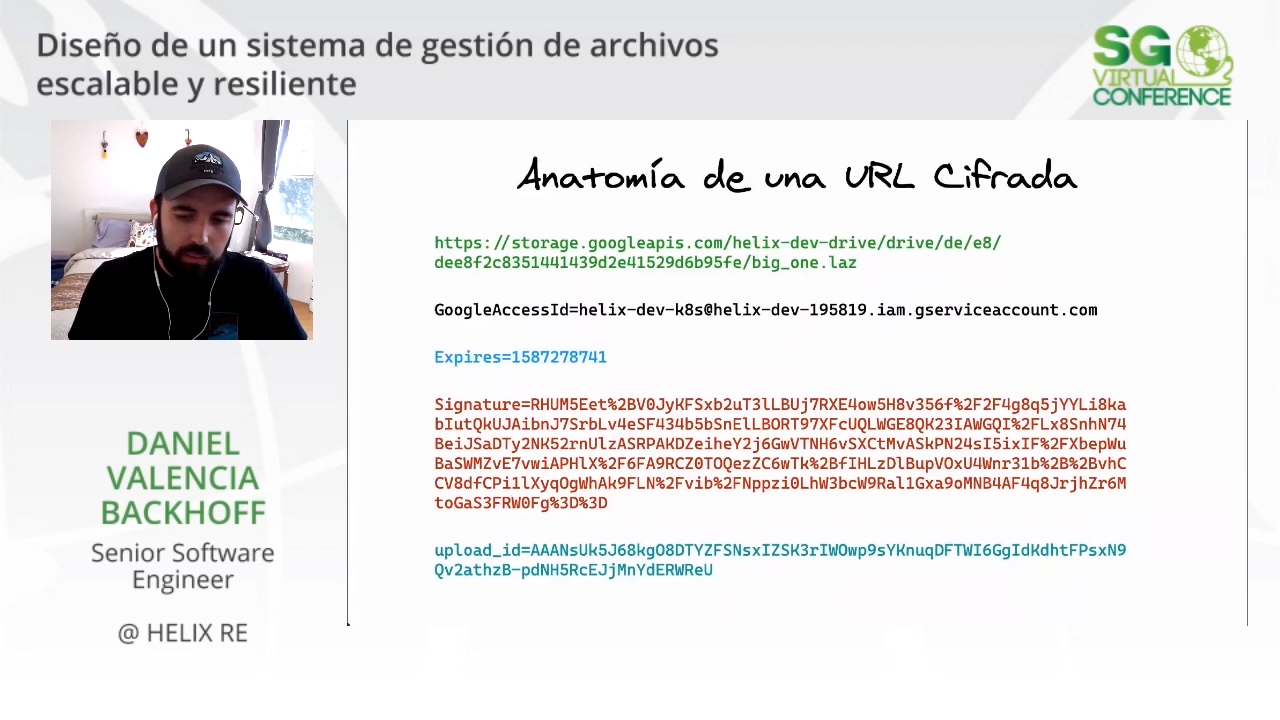 Diseño de un sistema de gestión de archivos
escalable y resiliente
SG
VIRTUAL
CONFERENCE
Anatomía de una URL Cifrada
https://storage.googleapis.com/helix-dev-drive/drive/de/e8/
dee8f2c8351441439d2e41529d6b95fe/big_one.laz
GoogleAccessId=helix-dev-k8s@helix-dev-195819.iam.gserviceaccount.com
Expires=1587278741
Signature=RHUM5Eet%2BV0JyKFSxb2uT3lLBUj7RXE4ow5H8v356f%2F2F4g8q5jYYLi8ka
bIutQkUJAibnJ7SrbLv4eSF434b5bSnElLBORT97XFcUQLWGE8QK23IAWGQI%2FLx8SnhN74
BeiJSaDTy2NK52rnUlzASRPAKDZeiheY2j6GwVTNH6vSXCtMvASkPN24sI5ixIF%2FXbepWu
BaSWMZvE7vwiAPHlX%2F6FA9RCZ0TOQezZC6wTk%2BfIHLzDlBupVOxU4Wnr31b%2B%2BvhC
CV8dfCPi1lXyqOgWhAk9FLN%2Fvib%2FNppzi0LhW3bcW9Ral1Gxa9oMNB4AF4q8JrjhZr6M
toGaS3FRW0Fg%3D%3D
upload_id=AAANsUk5J68kgO8DTYZFSNsxIZSK3rIWOwp9sYKnuqDFTWI6GgIdKdhtFPsxN9
Qv2athzB-pdNH5RcEJjMnYdERWReU
DANIEL
VALENCIA
BACKHOFF
Senior Software
Engineer
@ HELIX RE